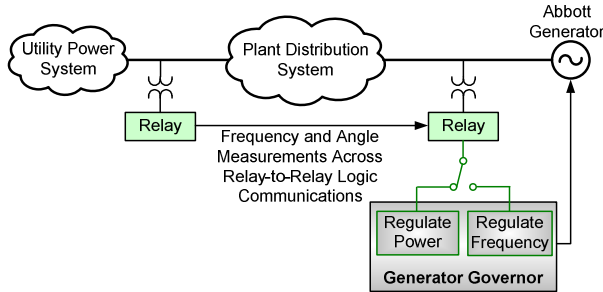 Abbott
Generator
Utility Power
System
Plant Distribution
System
Relay
Relay
Frequency and Angle
Measurements Across
Relay-to-Relay Logic
Communications
Regulate
Power
Regulate
Frequency
Generator Governor